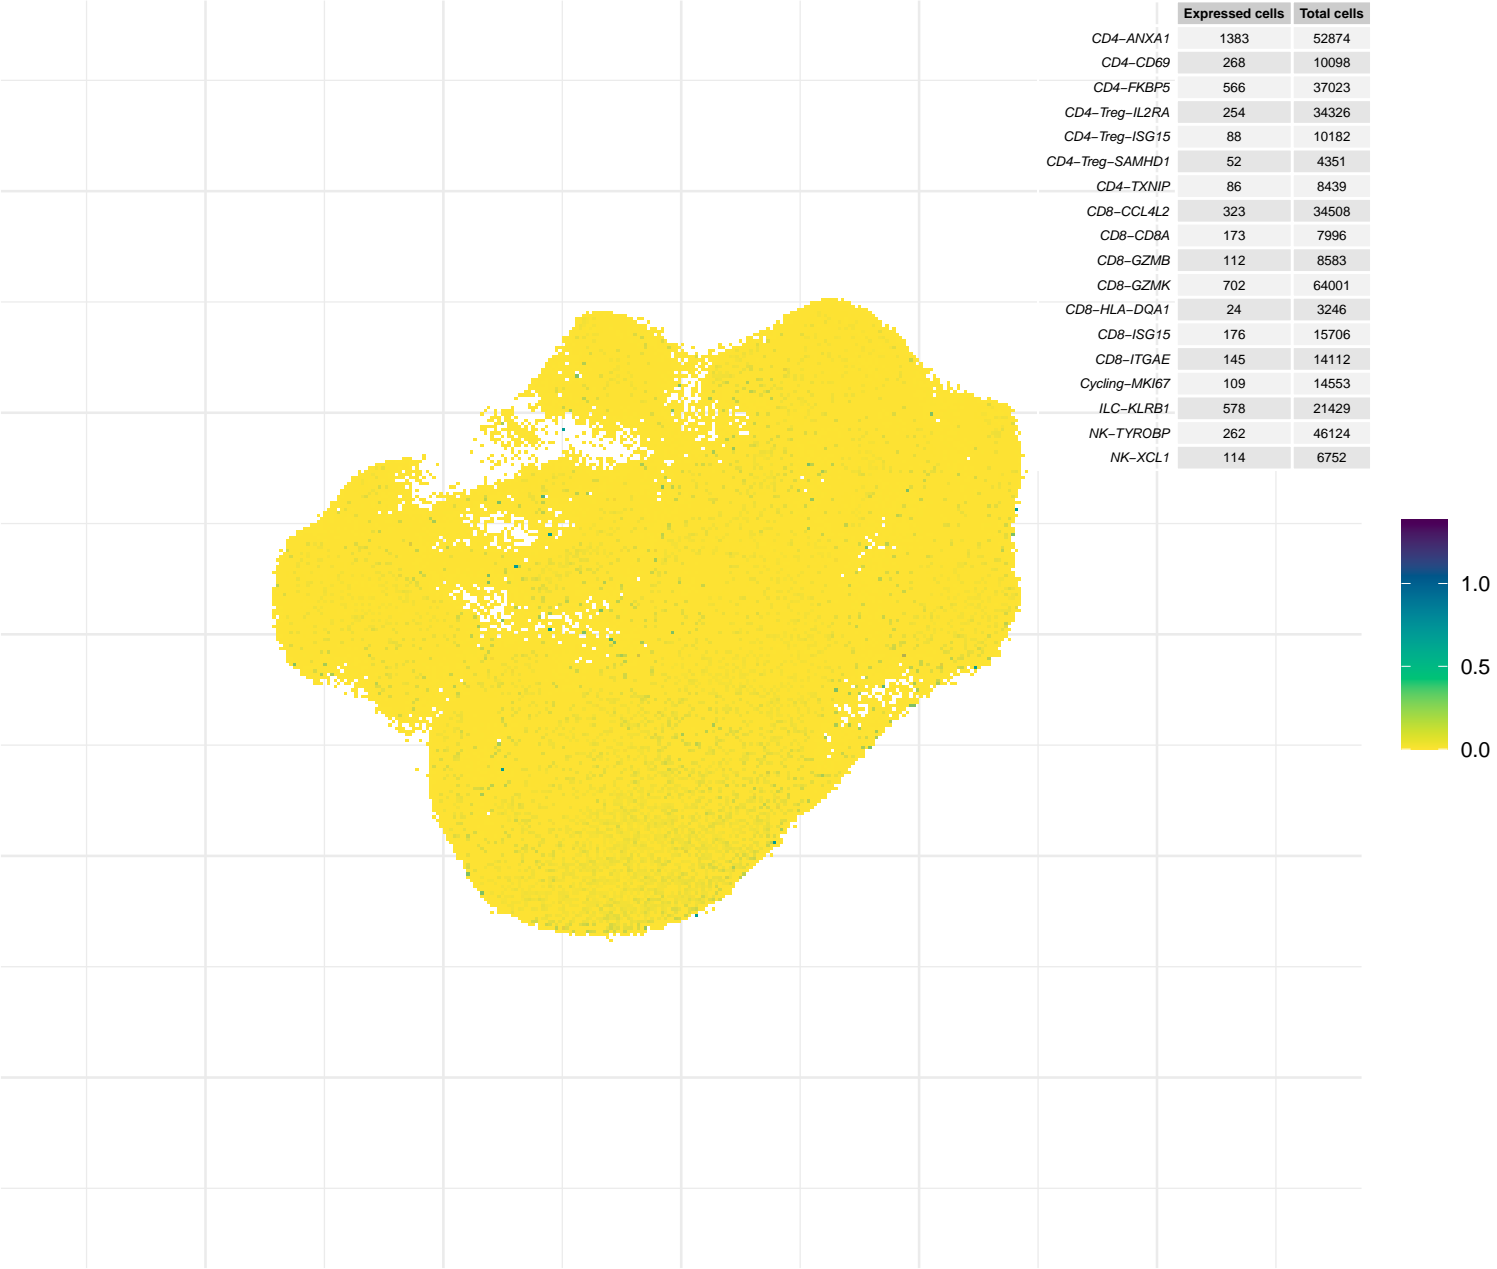 Expressed cells Total cells
CD4−ANXA1 1383 52874
CD4−CD69 268 10098
CD4−FKBP5 566 37023
CD4−Treg−IL2RA 254 34326
CD4−Treg−ISG15 88 10182
CD4−Treg−SAMHD1 52 4351
CD4−TXNIP 86 8439
CD8−CCL4L2 323 34508
CD8−CD8A 173 7996
CD8−GZMB 112 8583
CD8−GZMK 702 64001
CD8−HLA−DQA1 24 3246
CD8−ISG15 176 15706
CD8−ITGAE 145 14112
Cycling−MKI67 109 14553
ILC−KLRB1 578 21429
NK−TYROBP 262 46124
NK−XCL1 114 6752
1.0
0.5
0.0